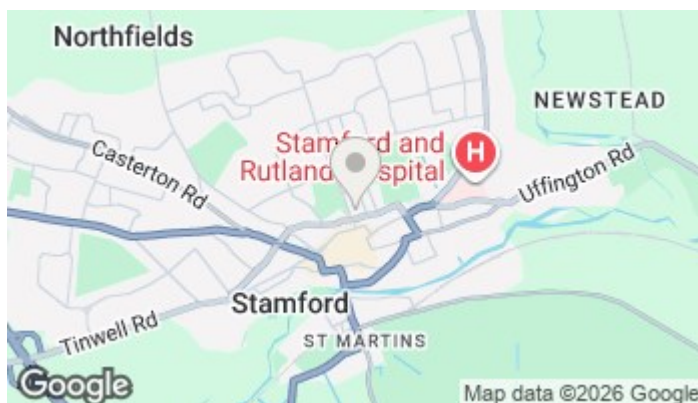 Northfields
NEWSTEAD
Casterton Rd
Stamford and
Rutland Hospital
H
Uffington Rd
Stamford
Tinwell Rd
ST MARTINS
Google
Map data ©2026 Google